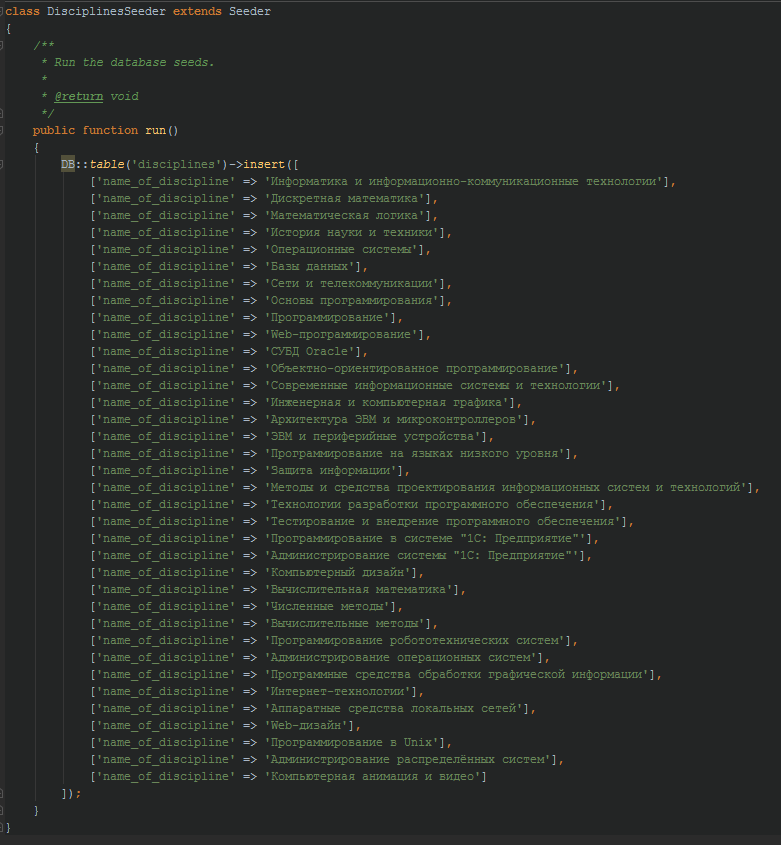 class DisciplinesSeeder extends Seeder
{
    /**
     * Run the database seeds.
     *
     * @return void
     */
    public function run()
    {
        DB::table('disciplines')->insert([
            ['name_of_discipline' => 'Информатика и информационно-коммуникационные технологии'],
            ['name_of_discipline' => 'Дискретная математика'],
            ['name_of_discipline' => 'Математическая логика'],
            ['name_of_discipline' => 'История науки и техники'],
            ['name_of_discipline' => 'Операционные системы'],
            ['name_of_discipline' => 'Базы данных'],
            ['name_of_discipline' => 'Сети и телекоммуникации'],
            ['name_of_discipline' => 'Основы программирования'],
            ['name_of_discipline' => 'Программирование'],
            ['name_of_discipline' => 'Web-программирование'],
            ['name_of_discipline' => 'СУБД Oracle'],
            ['name_of_discipline' => 'Объектно-ориентированное программирование'],
            ['name_of_discipline' => 'Современные информационные системы и технологии'],
            ['name_of_discipline' => 'Инженерная и компьютерная графика'],
            ['name_of_discipline' => 'Архитектура ЭВМ и микроконтроллеров'],
            ['name_of_discipline' => 'ЭВМ и периферийные устройства'],
            ['name_of_discipline' => 'Программирование на языках низкого уровня'],
            ['name_of_discipline' => 'Защита информации'],
            ['name_of_discipline' => 'Методы и средства проектирования информационных систем и технологий'],
            ['name_of_discipline' => 'Технологии разработки программного обеспечения'],
            ['name_of_discipline' => 'Тестирование и внедрение программного обеспечения'],
            ['name_of_discipline' => 'Программирование в системе "1С: Предприятие"'],
            ['name_of_discipline' => 'Администрирование системы "1С: Предприятие"'],
            ['name_of_discipline' => 'Компьютерный дизайн'],
            ['name_of_discipline' => 'Вычислительная математика'],
            ['name_of_discipline' => 'Численные методы'],
            ['name_of_discipline' => 'Вычислительные методы'],
            ['name_of_discipline' => 'Программирование робототехнических систем'],
            ['name_of_discipline' => 'Администрирование операционных систем'],
            ['name_of_discipline' => 'Программные средства обработки графической информации'],
            ['name_of_discipline' => 'Интернет-технологии'],
            ['name_of_discipline' => 'Аппаратные средства локальных сетей'],
            ['name_of_discipline' => 'Web-дизайн'],
            ['name_of_discipline' => 'Программирование в Unix'],
            ['name_of_discipline' => 'Администрирование распределённых систем'],
            ['name_of_discipline' => 'Компьютерная анимация и видео']
        ]);
    }
}